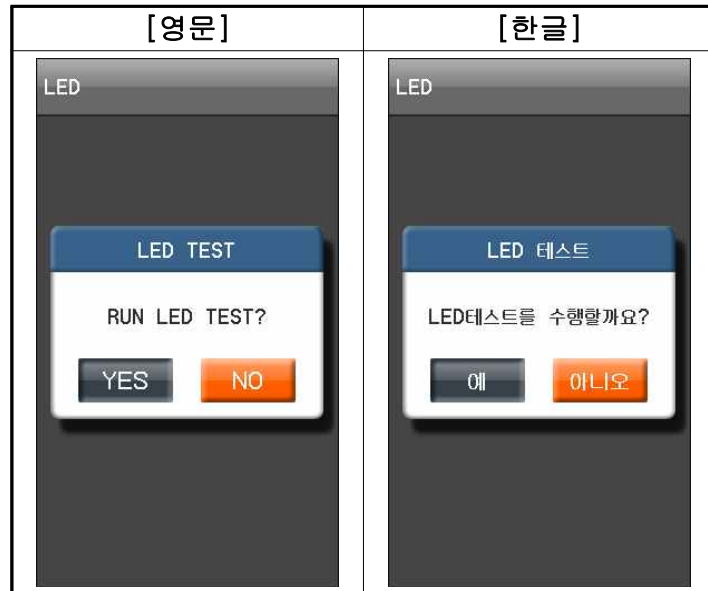 [영문]
[한글]
LED
LED
LED TEST
RUN LED TEST?
YES
NO
LED 테스트
LED테스트를 수행할까요?
예
아니오